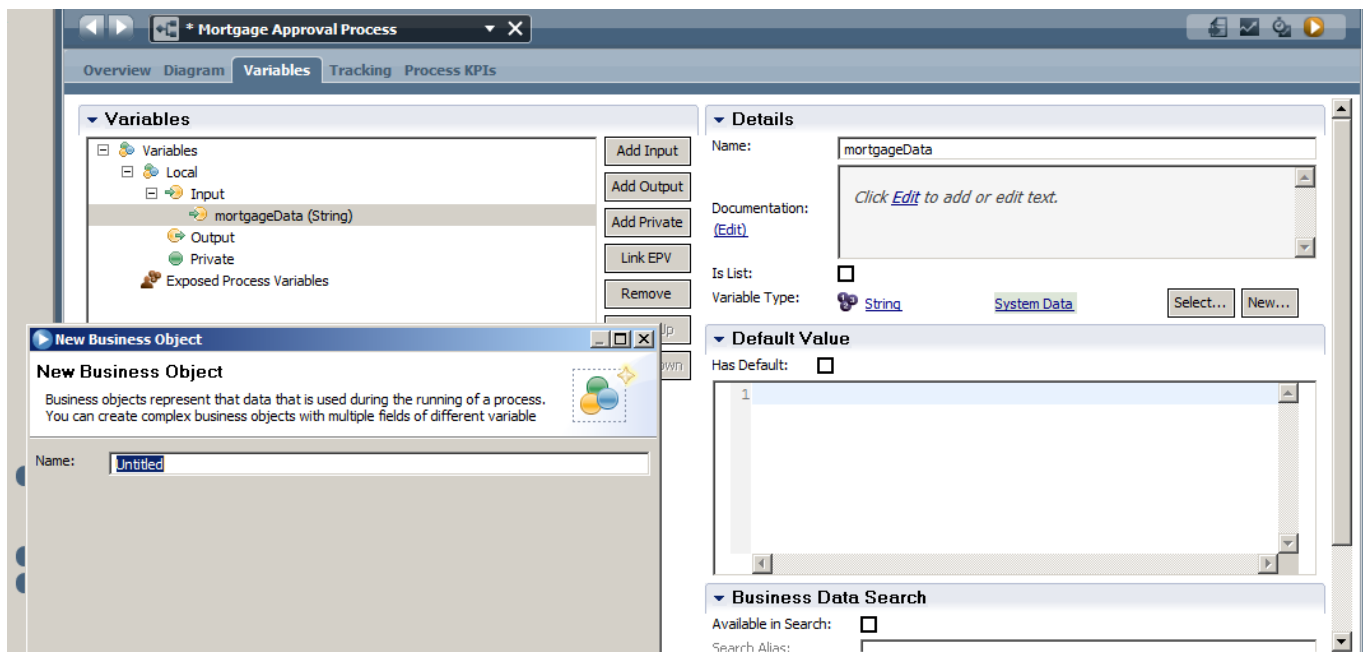 * Mortgage Approval Process
Overview Diagram Variables Tracking Process KPIs
Variables
Variables
Local
Input
mortgageData (String)
Output
Private
Exposed Process Variables
Add Input
Add Output
Add Private
Link EPV
Remove
Details
Name: mortgageData
Documentation:
(Edit)
Click Edit to add or edit text.
Is List:
Variable Type: String System Data Select... New...
Default Value
Has Default:
1
Business Data Search
Available in Search:
Search Alias:
New Business Object
New Business Object
Business objects represent that data that is used during the running of a process.
You can create complex business objects with multiple fields of different variable
Name: Untitled